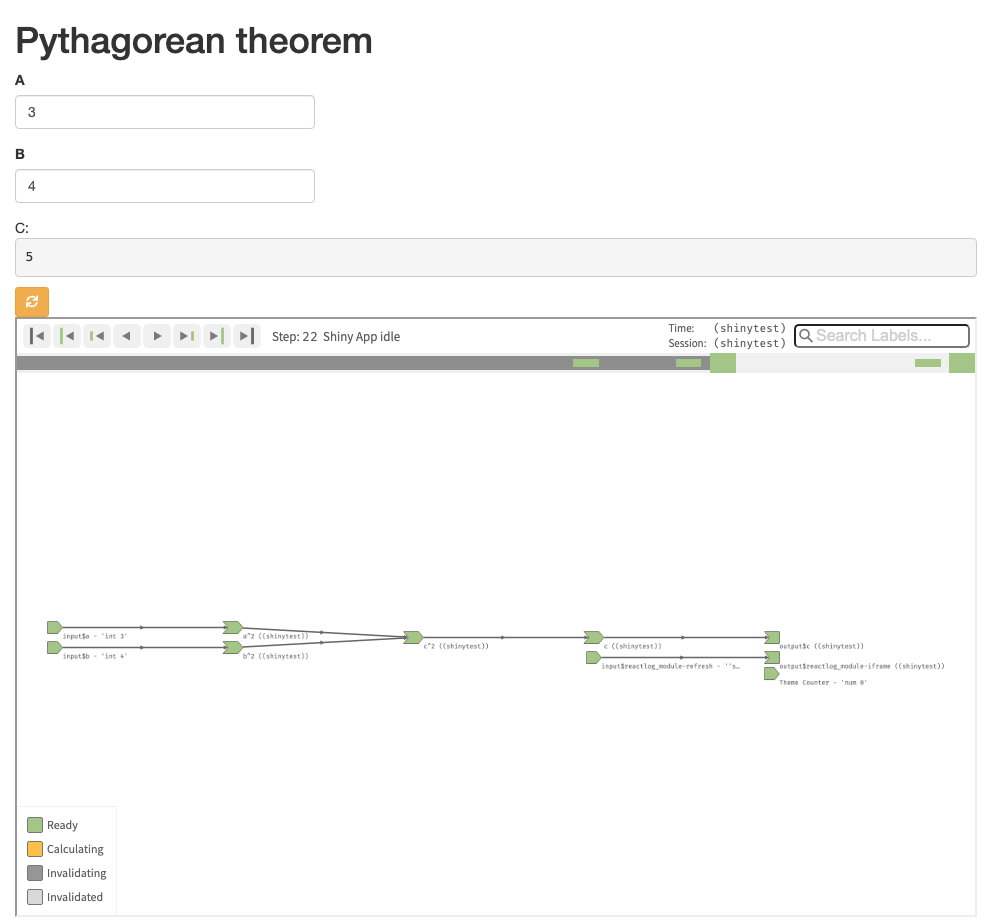 Pythagorean theorem
A
3
B
4
C:
5
Step: 22 Shiny App idle
Time: (shinytest)
Session: (shinytest)
Search Labels...
input$a - 'int 3'
a^2 ((shinytest))
input$b - 'int 4'
b^2 ((shinytest))
c^2 ((shinytest))
c ((shinytest))
output$c ((shinytest))
input$reactlog_module-refresh - ''s…
output$reactlog_module-iframe ((shinytest))
Theme Counter - 'num 0'
Ready
Calculating
Invalidating
Invalidated